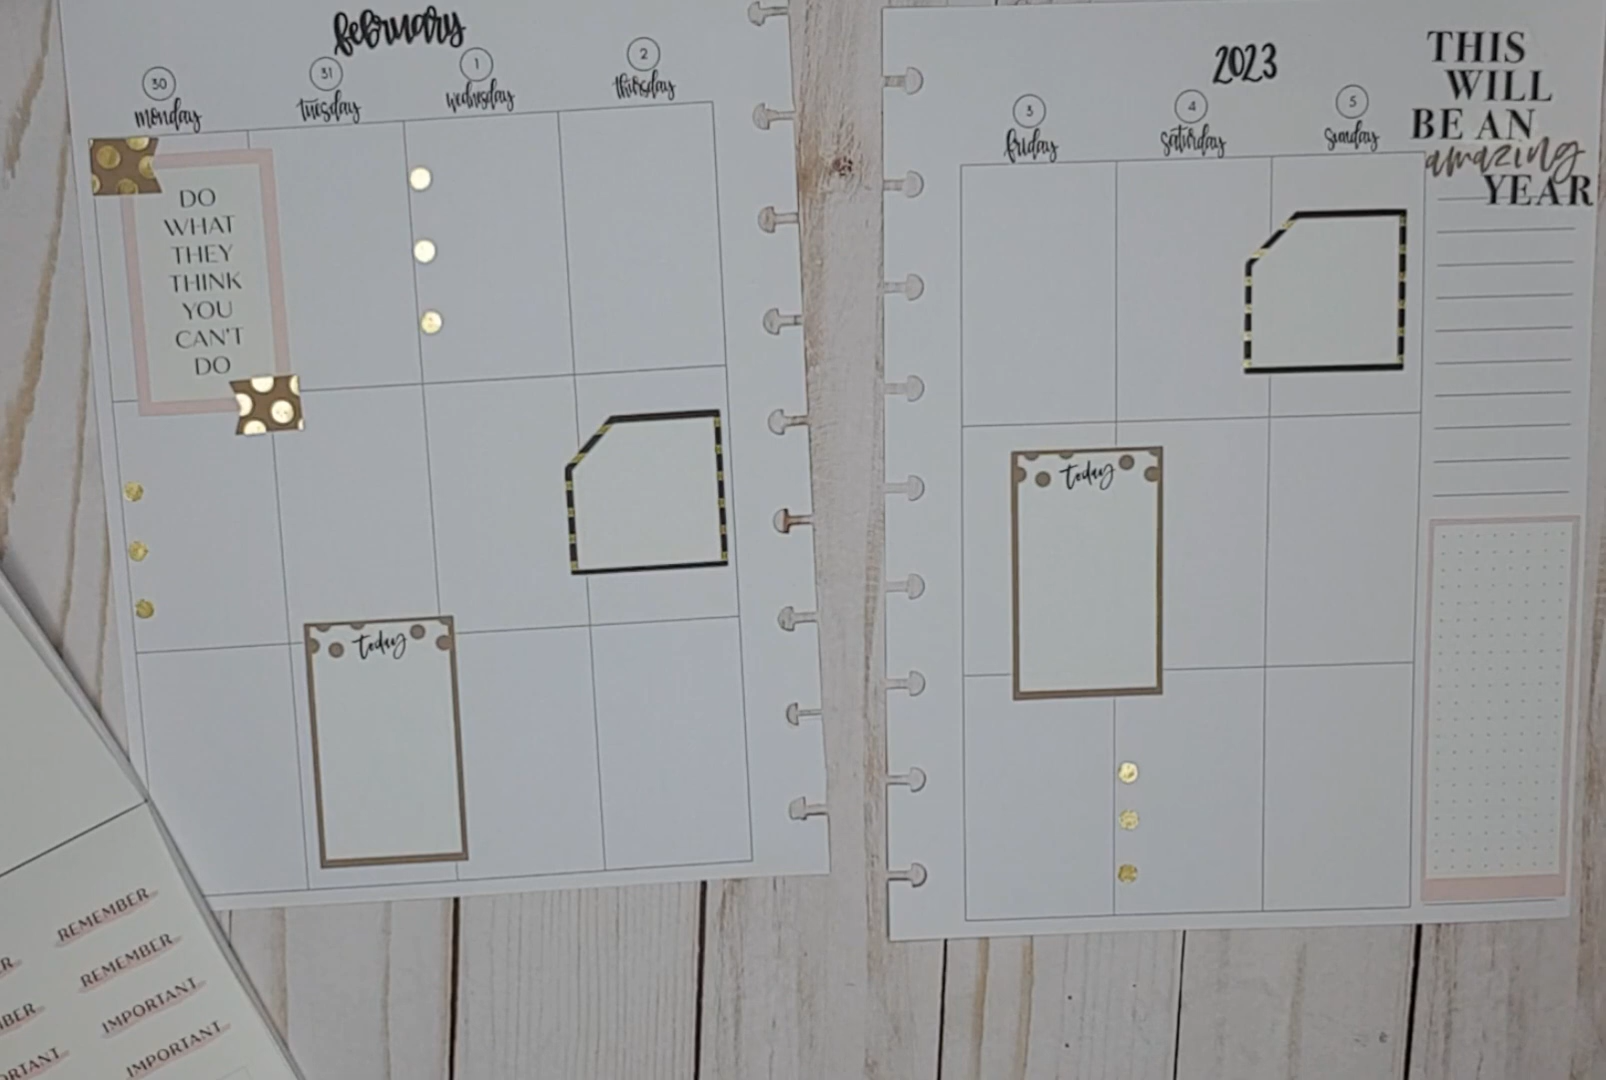 february
30
monday
31
tuesday
1
wednesday
2
thursday
DO
WHAT
THEY
THINK
YOU
CAN'T
DO
today
2023
3
friday
4
saturday
5
sunday
THIS
WILL
BE AN
amazing
YEAR
today
REMEMBER
REMEMBER
IMPORTANT
IMPORTANT